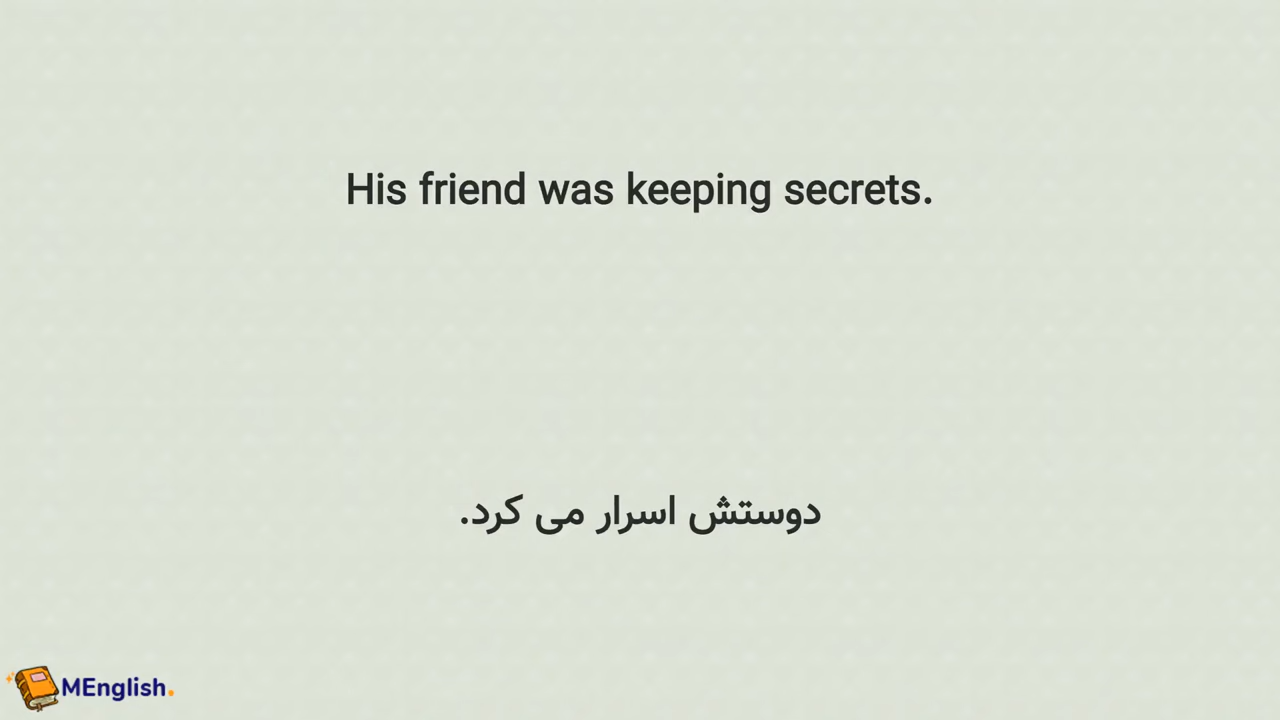 His friend was keeping secrets.
دوستش اسرار می کرد.
MEnglish.